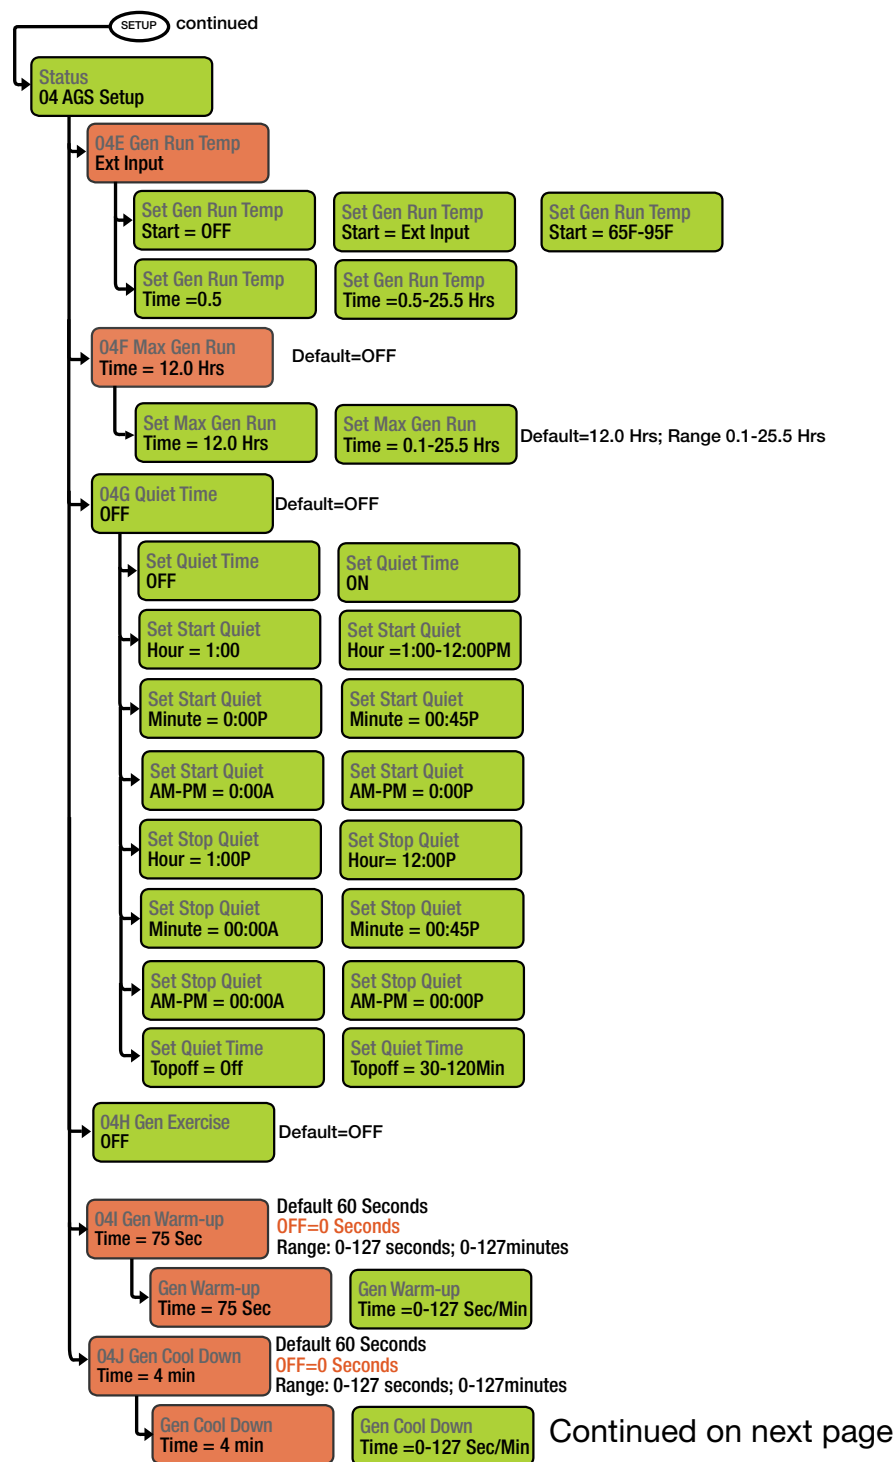 SETUP continued
Status
04 AGS Setup
04E Gen Run Temp
Ext Input
Set Gen Run Temp
Start = OFF
Set Gen Run Temp
Start = Ext Input
Set Gen Run Temp
Start = 65F-95F
Set Gen Run Temp
Time =0.5
Set Gen Run Temp
Time =0.5-25.5 Hrs
04F Max Gen Run
Time = 12.0 Hrs
Default=OFF
Set Max Gen Run
Time = 12.0 Hrs
Set Max Gen Run
Time = 0.1-25.5 Hrs
Default=12.0 Hrs; Range 0.1-25.5 Hrs
04G Quiet Time
OFF
Default=OFF
Set Quiet Time
OFF
Set Quiet Time
ON
Set Start Quiet
Hour = 1:00
Set Start Quiet
Hour =1:00-12:00PM
Set Start Quiet
Minute = 0:00P
Set Start Quiet
Minute = 00:45P
Set Start Quiet
AM-PM = 0:00A
Set Start Quiet
AM-PM = 0:00P
Set Stop Quiet
Hour = 1:00P
Set Stop Quiet
Hour= 12:00P
Set Stop Quiet
Minute = 00:00A
Set Stop Quiet
Minute = 00:45P
Set Stop Quiet
AM-PM = 00:00A
Set Stop Quiet
AM-PM = 00:00P
Set Quiet Time
Topoff = Off
Set Quiet Time
Topoff = 30-120Min
04H Gen Exercise
OFF
Default=OFF
04I Gen Warm-up
Time = 75 Sec
Default 60 Seconds
OFF=0 Seconds
Range: 0-127 seconds; 0-127minutes
Gen Warm-up
Time = 75 Sec
Gen Warm-up
Time =0-127 Sec/Min
04J Gen Cool Down
Time = 4 min
Default 60 Seconds
OFF=0 Seconds
Range: 0-127 seconds; 0-127minutes
Gen Cool Down
Time = 4 min
Gen Cool Down
Time =0-127 Sec/Min
Continued on next page